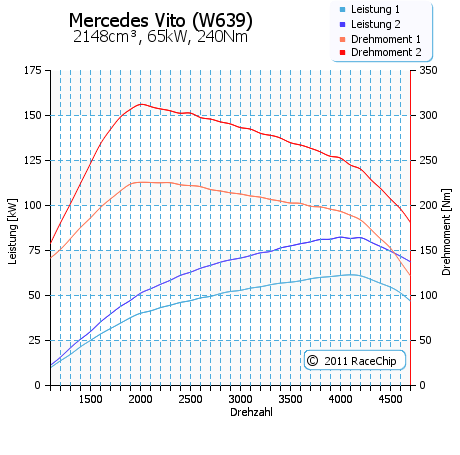 Mercedes Vito (W639)
2148cm³, 65kW, 240Nm
Leistung 1
Leistung 2
Drehmoment 1
Drehmoment 2
175
150
125
100
75
50
25
0
Leistung [kW]
350
300
250
200
150
100
50
0
Drehmoment [Nm]
1500 2000 2500 3000 3500 4000 4500
Drehzahl
© 2011 RaceChip